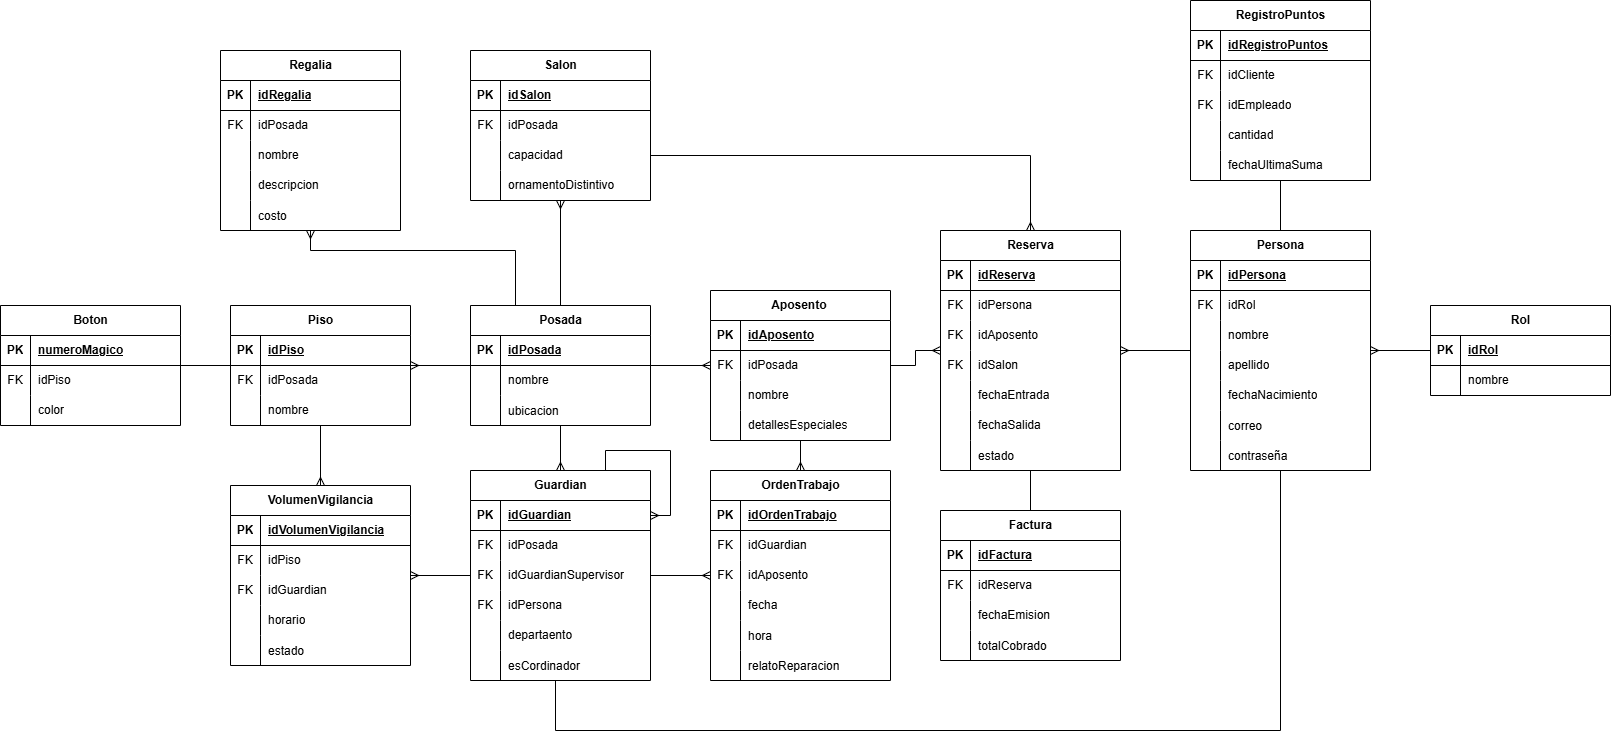 RegistroPuntos
PK idRegistroPuntos
FK idCliente
FK idEmpleado
cantidad
fechaUltimaSuma
Regalia
PK idRegalia
FK idPosada
nombre
descripcion
costo
Salon
PK idSalon
FK idPosada
capacidad
ornamentoDistintivo
Boton
PK numeroMagico
FK idPiso
color
Piso
PK idPiso
FK idPosada
nombre
Posada
PK idPosada
nombre
ubicacion
Aposento
PK idAposento
FK idPosada
nombre
detallesEspeciales
Reserva
PK idReserva
FK idPersona
FK idAposento
FK idSalon
fechaEntrada
fechaSalida
estado
Persona
PK idPersona
FK idRol
nombre
apellido
fechaNacimiento
correo
contraseña
Rol
PK idRol
nombre
VolumenVigilancia
PK idVolumenVigilancia
FK idPiso
FK idGuardian
horario
estado
Guardian
PK idGuardian
FK idPosada
FK idGuardianSupervisor
FK idPersona
departaento
esCordinador
OrdenTrabajo
PK idOrdenTrabajo
FK idGuardian
FK idAposento
fecha
hora
relatoReparacion
Factura
PK idFactura
FK idReserva
fechaEmision
totalCobrado